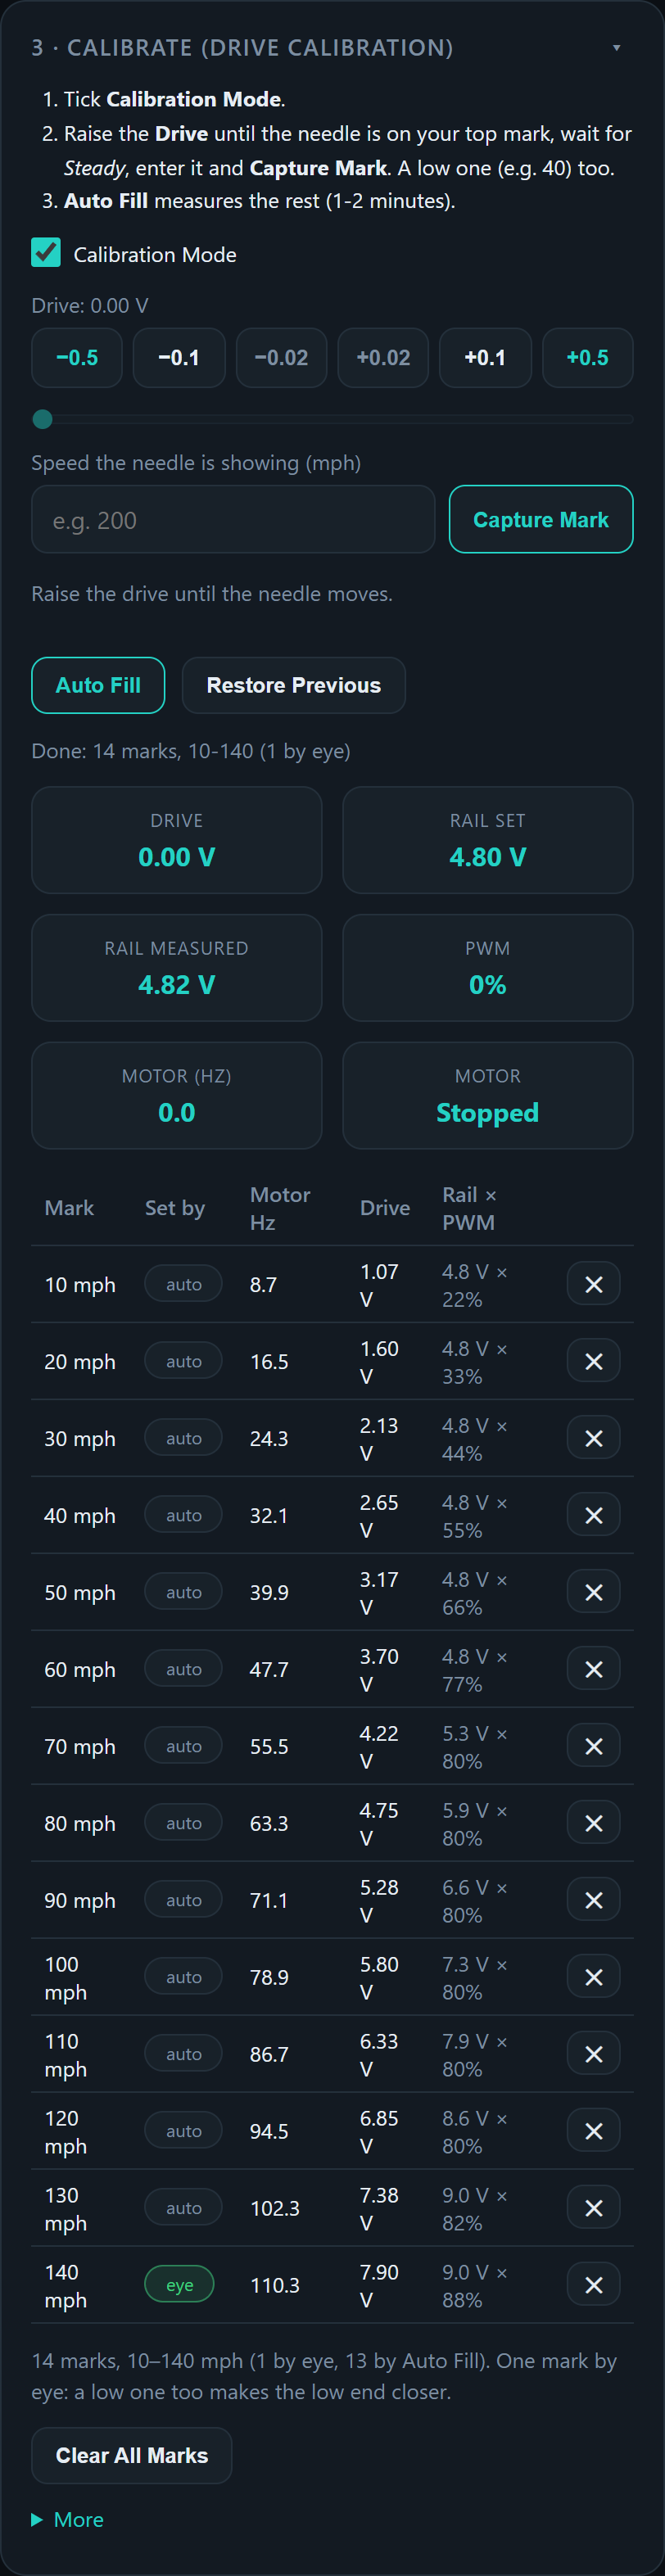 3 · CALIBRATE (DRIVE CALIBRATION)
1. Tick Calibration Mode.
2. Raise the Drive until the needle is on your top mark, wait for
Steady, enter it and Capture Mark. A low one (e.g. 40) too.
3. Auto Fill measures the rest (1-2 minutes).
Calibration Mode
Drive: 0.00 V
−0.5 −0.1 −0.02 +0.02 +0.1 +0.5
Speed the needle is showing (mph)
e.g. 200 Capture Mark
Raise the drive until the needle moves.
Auto Fill Restore Previous
Done: 14 marks, 10-140 (1 by eye)
DRIVE RAIL SET
0.00 V 4.80 V
RAIL MEASURED PWM
4.82 V 0%
MOTOR (HZ) MOTOR
0.0 Stopped
Mark Set by Motor Hz Drive Rail × PWM
10 mph auto 8.7 1.07 V 4.8 V × 22%
20 mph auto 16.5 1.60 V 4.8 V × 33%
30 mph auto 24.3 2.13 V 4.8 V × 44%
40 mph auto 32.1 2.65 V 4.8 V × 55%
50 mph auto 39.9 3.17 V 4.8 V × 66%
60 mph auto 47.7 3.70 V 4.8 V × 77%
70 mph auto 55.5 4.22 V 5.3 V × 80%
80 mph auto 63.3 4.75 V 5.9 V × 80%
90 mph auto 71.1 5.28 V 6.6 V × 80%
100 mph auto 78.9 5.80 V 7.3 V × 80%
110 mph auto 86.7 6.33 V 7.9 V × 80%
120 mph auto 94.5 6.85 V 8.6 V × 80%
130 mph auto 102.3 7.38 V 9.0 V × 82%
140 mph eye 110.3 7.90 V 9.0 V × 88%
14 marks, 10–140 mph (1 by eye, 13 by Auto Fill). One mark by
eye: a low one too makes the low end closer.
Clear All Marks
More